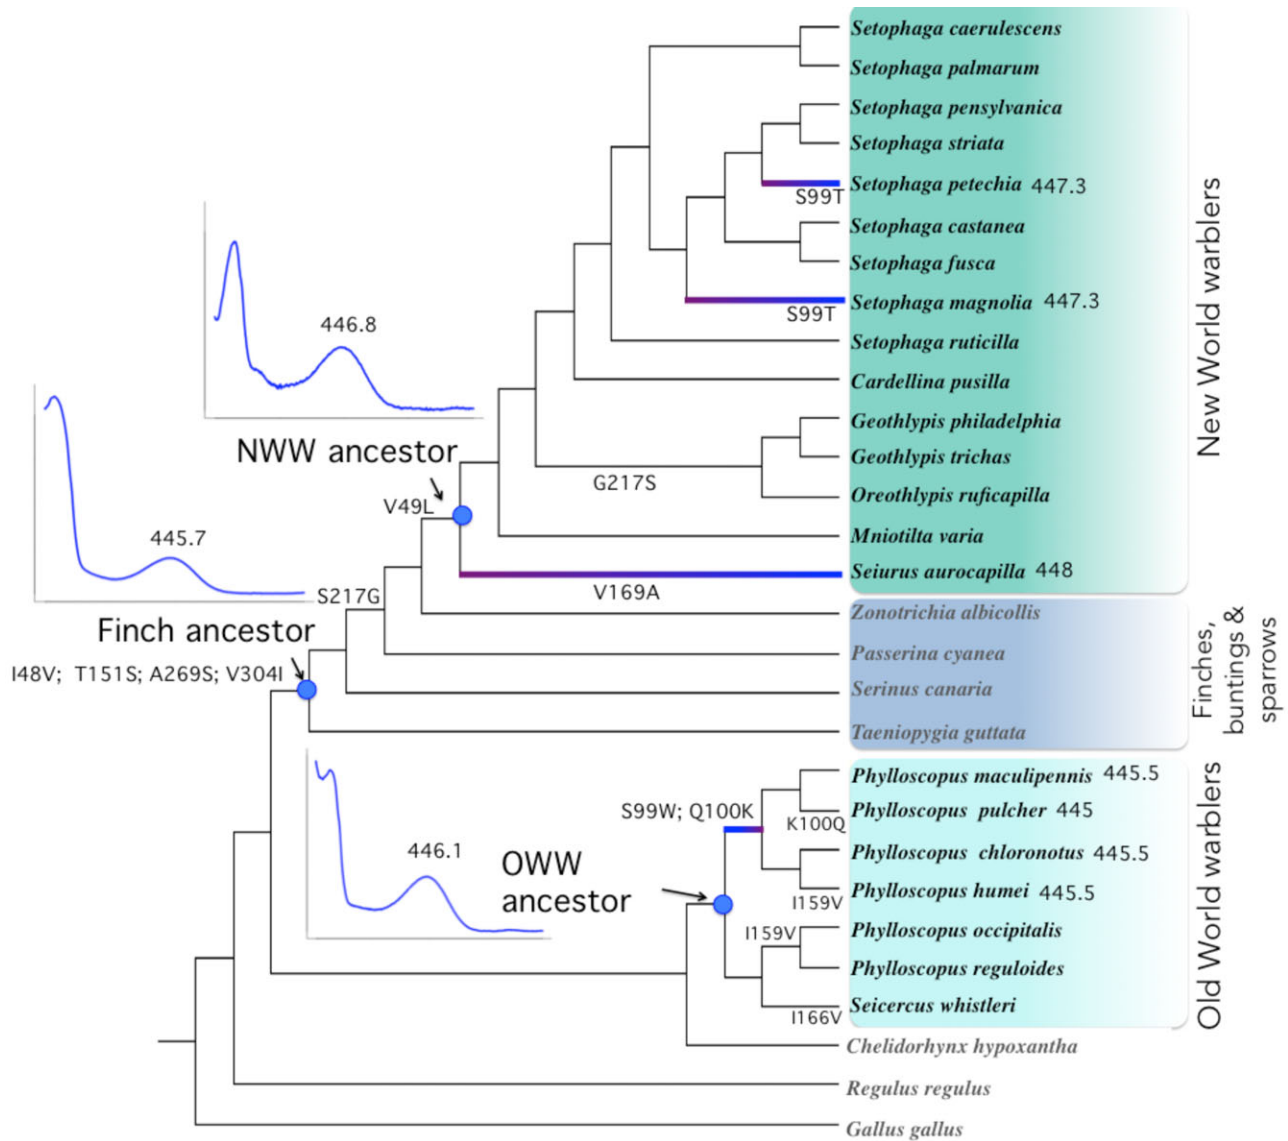 Setophaga caerulescens
Setophaga palmarum
Setophaga pensylvanica
Setophaga striata
Setophaga petechia 447.3
S99T
Setophaga castanea
Setophaga fusca
Setophaga magnolia 447.3
S99T
Setophaga ruticilla
Cardellina pusilla
Geothlypis philadelphia
Geothlypis trichas
G217S
Oreothlypis ruficapilla
Mniotilta varia
Seiurus aurocapilla 448
V169A
New World warblers
446.8
NWW ancestor
V49L
445.7
S217G
Finch ancestor
I48V; T151S; A269S; V304I
Zonotrichia albicollis
Passerina cyanea
Serinus canaria
Taeniopygia guttata
Finches,
buntings &
sparrows
446.1
OWW
ancestor
S99W; Q100K
Phylloscopus maculipennis 445.5
Phylloscopus pulcher 445
K100Q
Phylloscopus chloronotus 445.5
Phylloscopus humei 445.5
I159V
I159V
Phylloscopus occipitalis
Phylloscopus reguloides
Seicercus whistleri
I166V
Old World warblers
Chelidorhynx hypoxantha
Regulus regulus
Gallus gallus